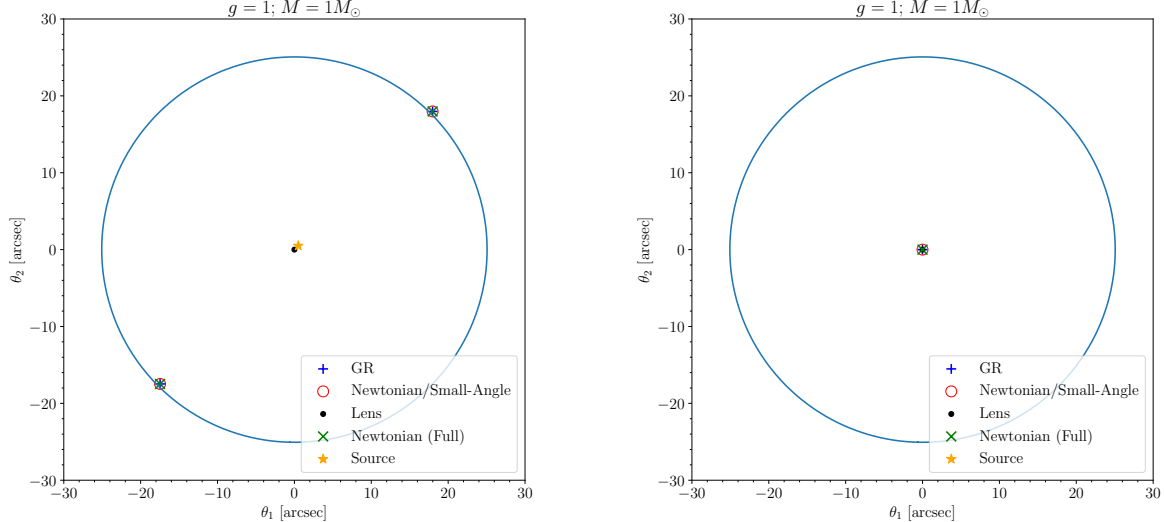 g = 1; M = 1M⊙
30
20
10
0
−10
−20
−30
θ2 [arcsec]
−30
−20
−10
0
10
20
30
θ1 [arcsec]
GR
Newtonian/Small-Angle
Lens
Newtonian (Full)
Source
g = 1; M = 1M⊙
30
20
10
0
−10
−20
−30
θ2 [arcsec]
−30
−20
−10
0
10
20
30
θ1 [arcsec]
GR
Newtonian/Small-Angle
Lens
Newtonian (Full)
Source